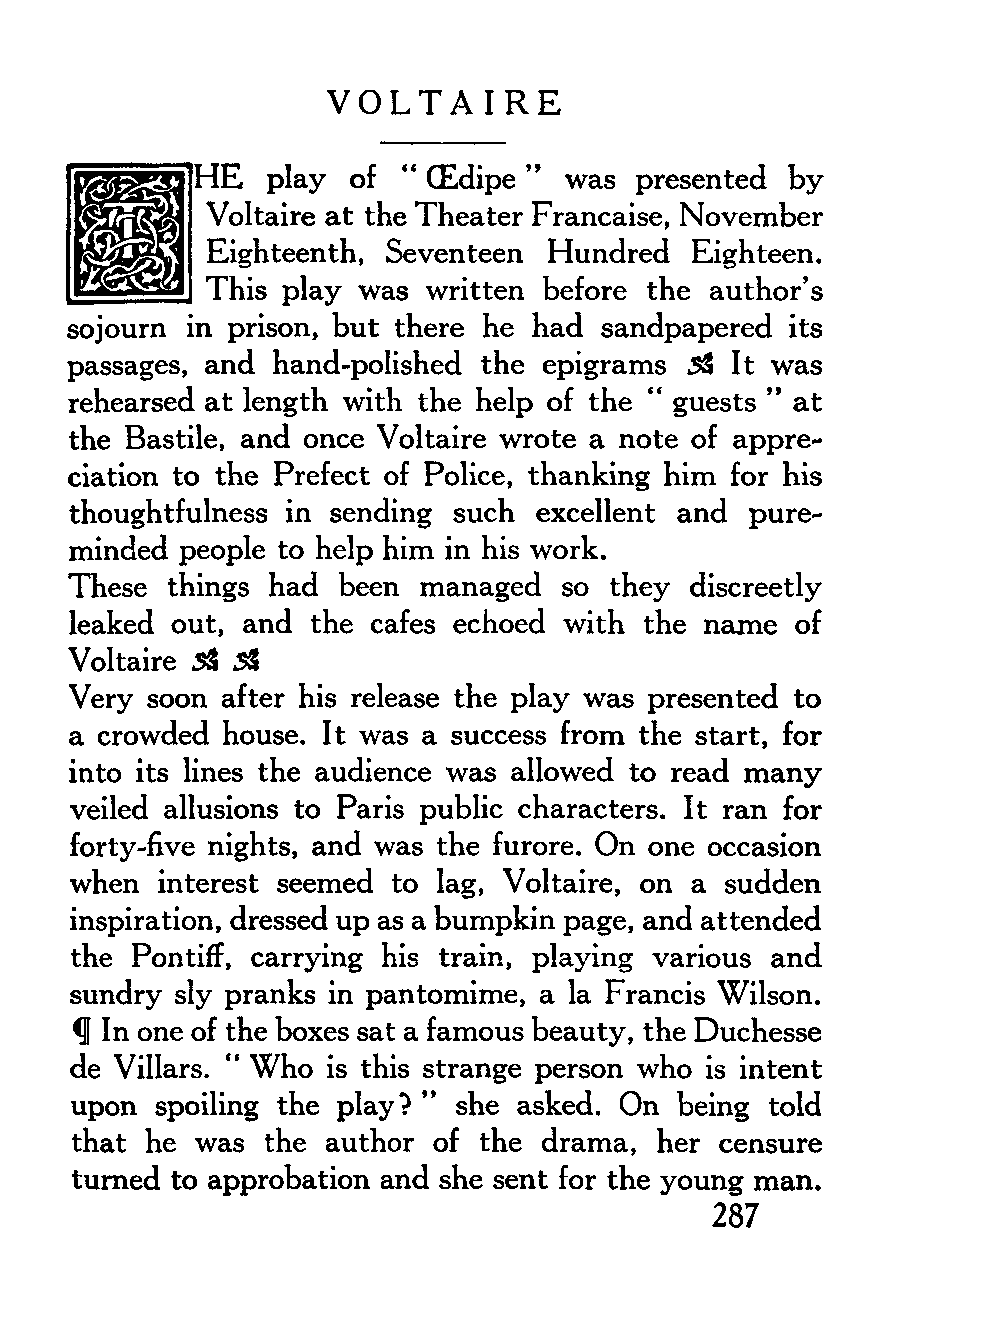 VOLTAIRE
THE play of “ Œdipe ” was presented by
Voltaire at the Theater Francaise, November
Eighteenth, Seventeen Hundred Eighteen.
This play was written before the author’s
sojourn in prison, but there he had sandpapered its
passages, and hand-polished the epigrams It was
rehearsed at length with the help of the “ guests ” at
the Bastile, and once Voltaire wrote a note of appre-
ciation to the Prefect of Police, thanking him for his
thoughtfulness in sending such excellent and pure-
minded people to help him in his work.
These things had been managed so they discreetly
leaked out, and the cafes echoed with the name of
Voltaire
Very soon after his release the play was presented to
a crowded house. It was a success from the start, for
into its lines the audience was allowed to read many
veiled allusions to Paris public characters. It ran for
forty-five nights, and was the furore. On one occasion
when interest seemed to lag, Voltaire, on a sudden
inspiration, dressed up as a bumpkin page, and attended
the Pontiff, carrying his train, playing various and
sundry sly pranks in pantomime, a la Francis Wilson.
¶ In one of the boxes sat a famous beauty, the Duchesse
de Villars. “ Who is this strange person who is intent
upon spoiling the play? ” she asked. On being told
that he was the author of the drama, her censure
turned to approbation and she sent for the young man.
287